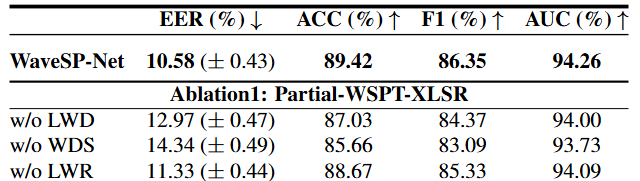 EER (%) ↓ ACC (%) ↑ F1 (%) ↑ AUC (%) ↑
WaveSP-Net 10.58 (± 0.43) 89.42 86.35 94.26
Ablation1: Partial-WSPT-XLSR
w/o LWD 12.97 (± 0.47) 87.03 84.37 94.00
w/o WDS 14.34 (± 0.49) 85.66 83.09 93.73
w/o LWR 11.33 (± 0.44) 88.67 85.33 94.09